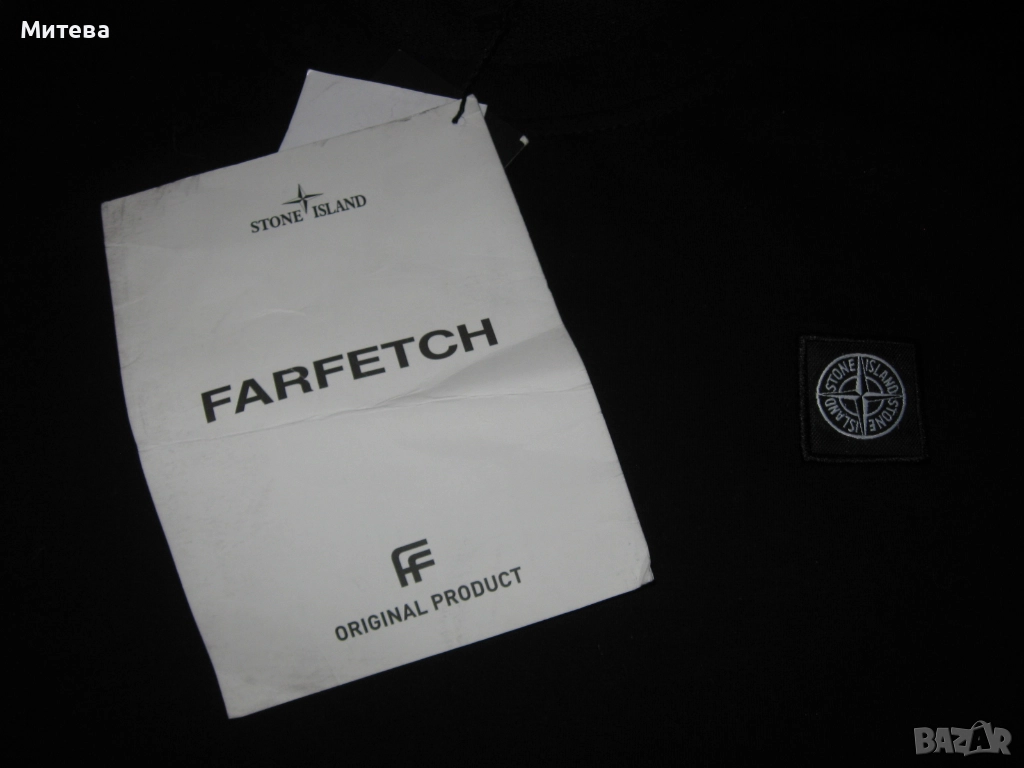 Митева
STONE ISLAND
FARFETCH
FF
ORIGINAL PRODUCT
STONE ISLAND STONE ISLAND
BAZAR